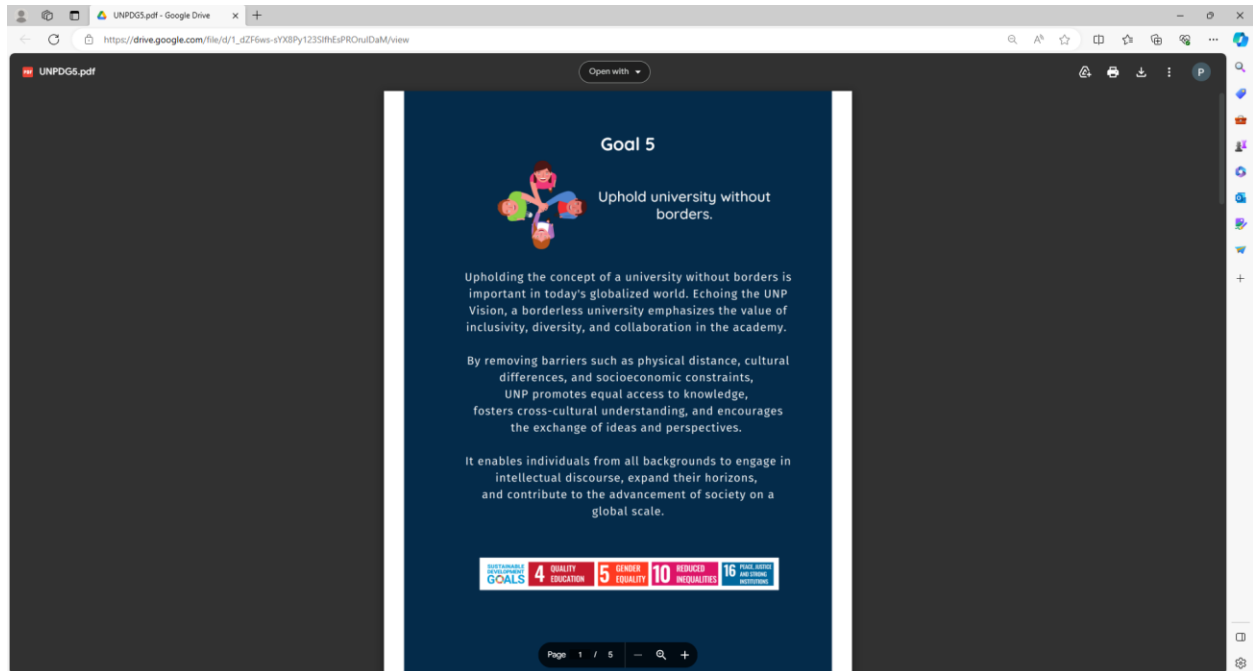 UNPDG5.pdf - Google Drive
https://drive.google.com/file/d/1_dZF6ws-sYX8Py123SIfhEsPROrulDaM/view
PDF UNPDG5.pdf
Open with
P
Goal 5
Uphold university without
borders.
Upholding the concept of a university without borders is
important in today's globalized world. Echoing the UNP
Vision, a borderless university emphasizes the value of
inclusivity, diversity, and collaboration in the academy.
By removing barriers such as physical distance, cultural
differences, and socioeconomic constraints,
UNP promotes equal access to knowledge,
fosters cross-cultural understanding, and encourages
the exchange of ideas and perspectives.
It enables individuals from all backgrounds to engage in
intellectual discourse, expand their horizons,
and contribute to the advancement of society on a
global scale.
SUSTAINABLE
DEVELOPMENT
GOALS
4 QUALITY
EDUCATION
5 GENDER
EQUALITY
10 REDUCED
INEQUALITIES
16 PEACE, JUSTICE
AND STRONG
INSTITUTIONS
Page 1 / 5